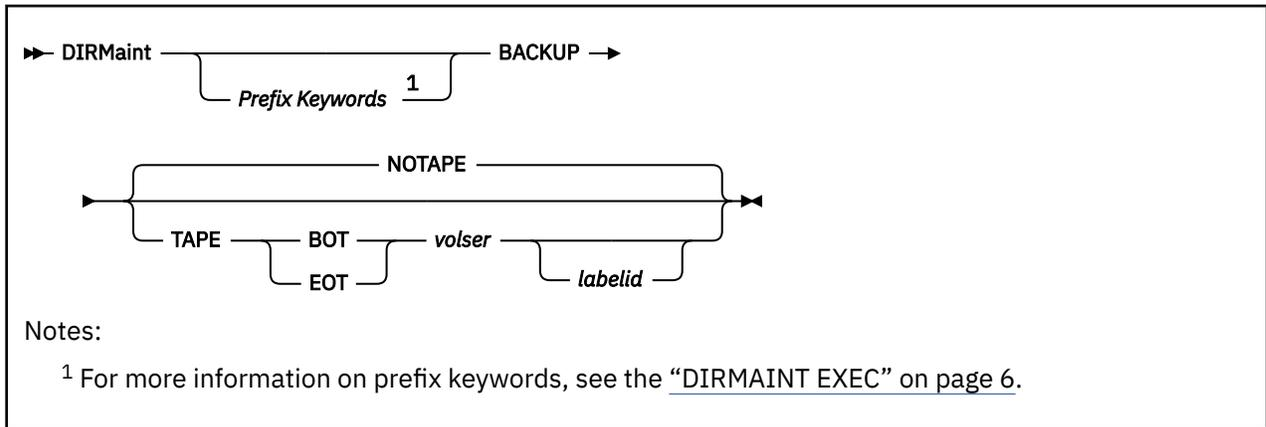 DIRMaint BACKUP
Prefix Keywords 1
NOTAPE
TAPE BOT volser
EOT labelid
Notes:
1 For more information on prefix keywords, see the “DIRMAINT EXEC” on page 6.